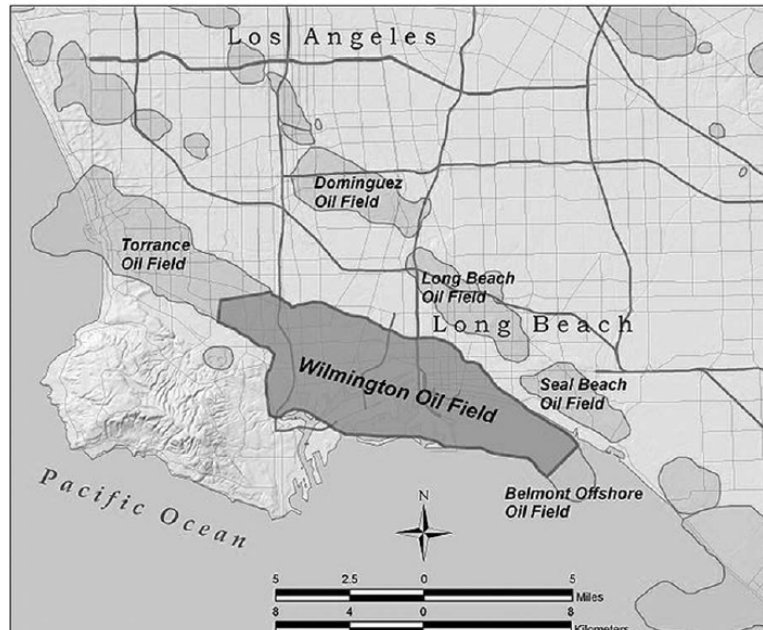 Los Angeles
Dominguez
Oil Field
Torrance
Oil Field
Long Beach
Oil Field
Long Beach
Wilmington Oil Field
Seal Beach
Oil Field
Belmont Offshore
Oil Field
Pacific Ocean
N
5 2.5 0 5
Miles
8 4 0 8
Kilometers